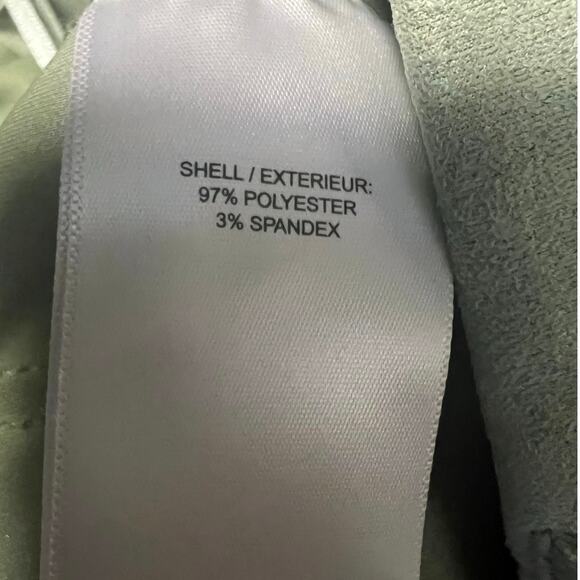 SHELL / EXTERIEUR:
97% POLYESTER
3% SPANDEX